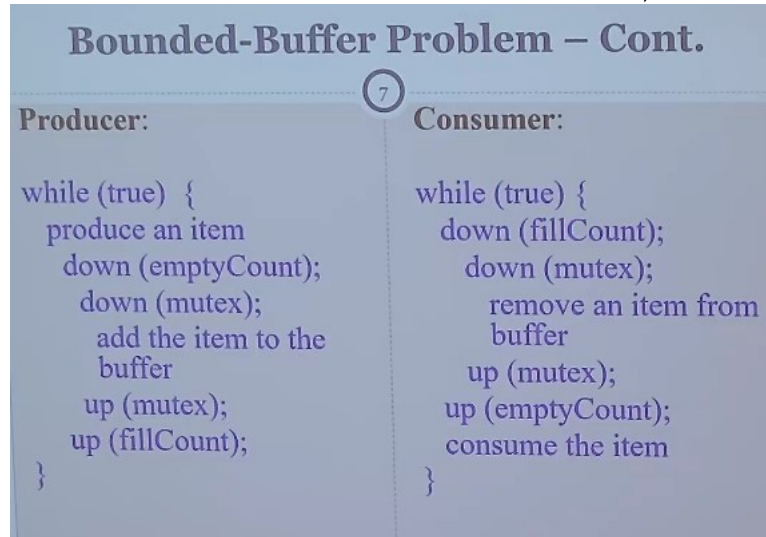 Bounded-Buffer Problem – Cont.
7
Producer:
while (true) {
produce an item
down (emptyCount);
down (mutex);
add the item to the
buffer
up (mutex);
up (fillCount);
}
Consumer:
while (true) {
down (fillCount);
down (mutex);
remove an item from
buffer
up (mutex);
up (emptyCount);
consume the item
}